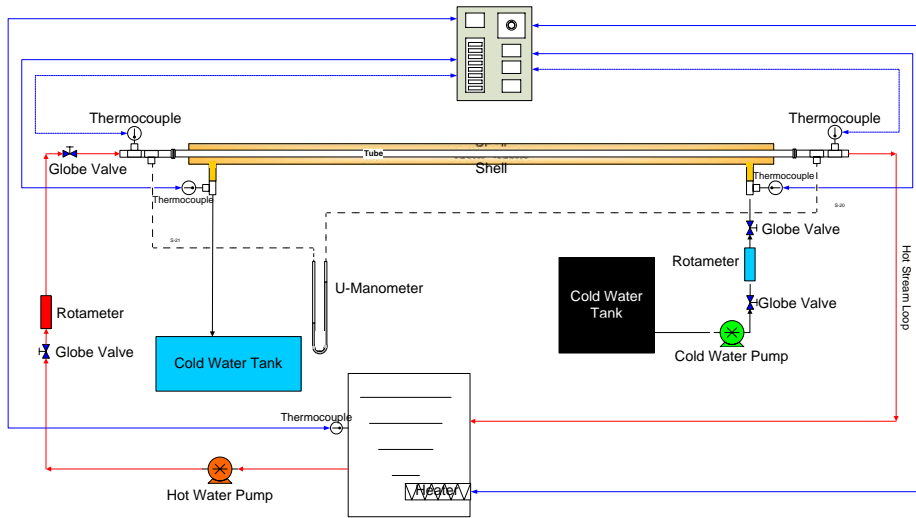 Thermocouple
Thermocouple
Globe Valve
Tube
Shell
Thermocouple
Thermocouple
S-21
S-20
Globe Valve
Hot Stream Loop
Rotameter
U-Manometer
Cold Water
Tank
Globe Valve
Rotameter
Globe Valve
Cold Water Tank
Cold Water Pump
Thermocouple
Heater
Hot Water Pump